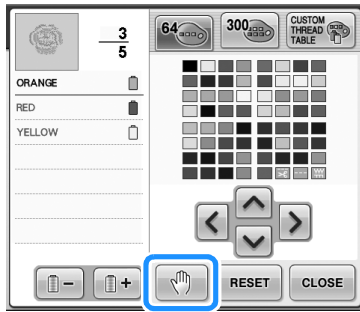 3
5
64
300
CUSTOM
THREAD
TABLE
ORANGE
RED
YELLOW
−
+
RESET
CLOSE